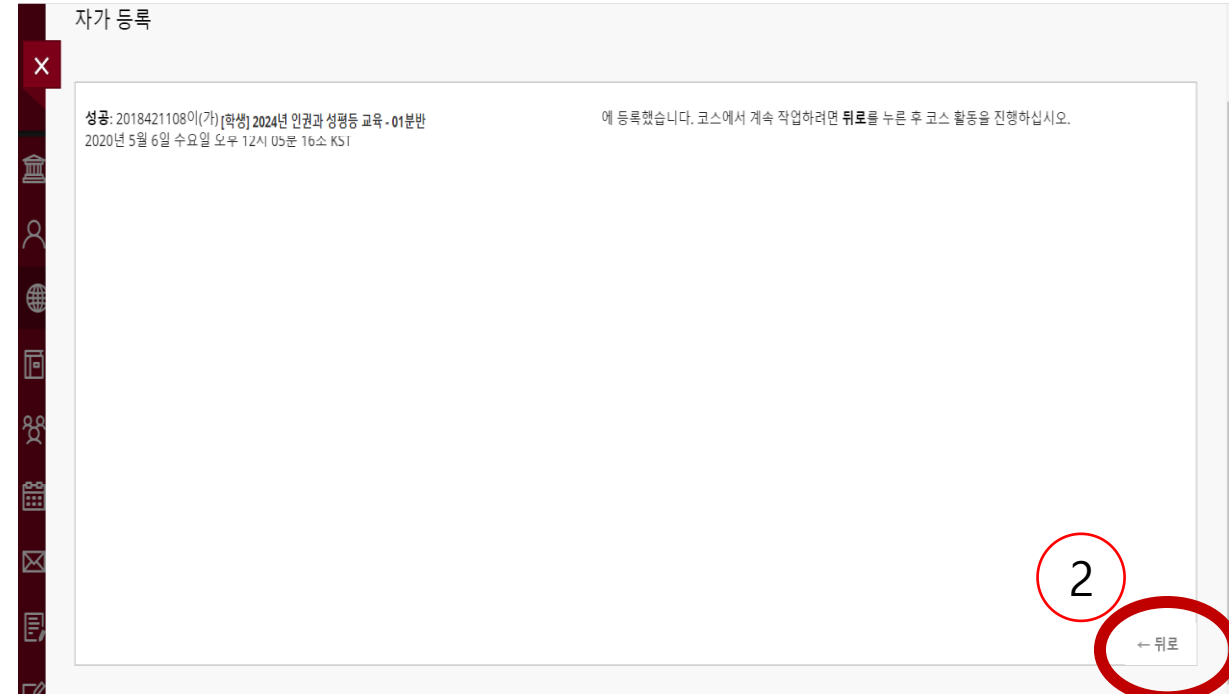 자가 등록
X
성공: 2018421108이(가) [학생] 2024년 인권과 성평등 교육 - 01분반 에 등록했습니다. 코스에서 계속 작업하려면 뒤로를 누른 후 코스 활동을 진행하십시오.
2020년 5월 6일 수요일 오후 12시 05분 16초 KST
2
← 뒤로